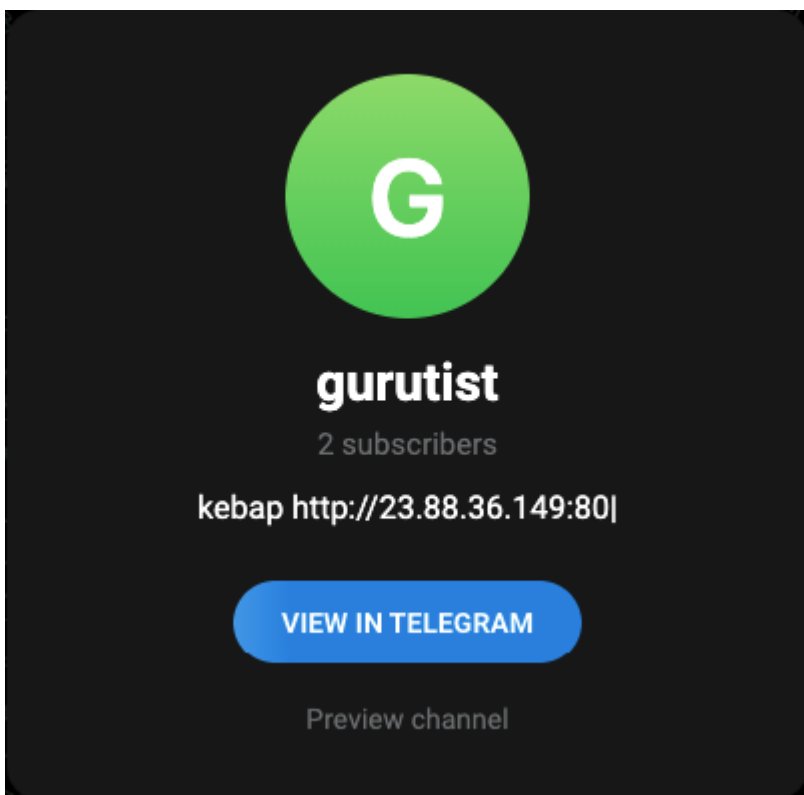 G
gurutist
2 subscribers
kebap http://23.88.36.149:80|
VIEW IN TELEGRAM
Preview channel